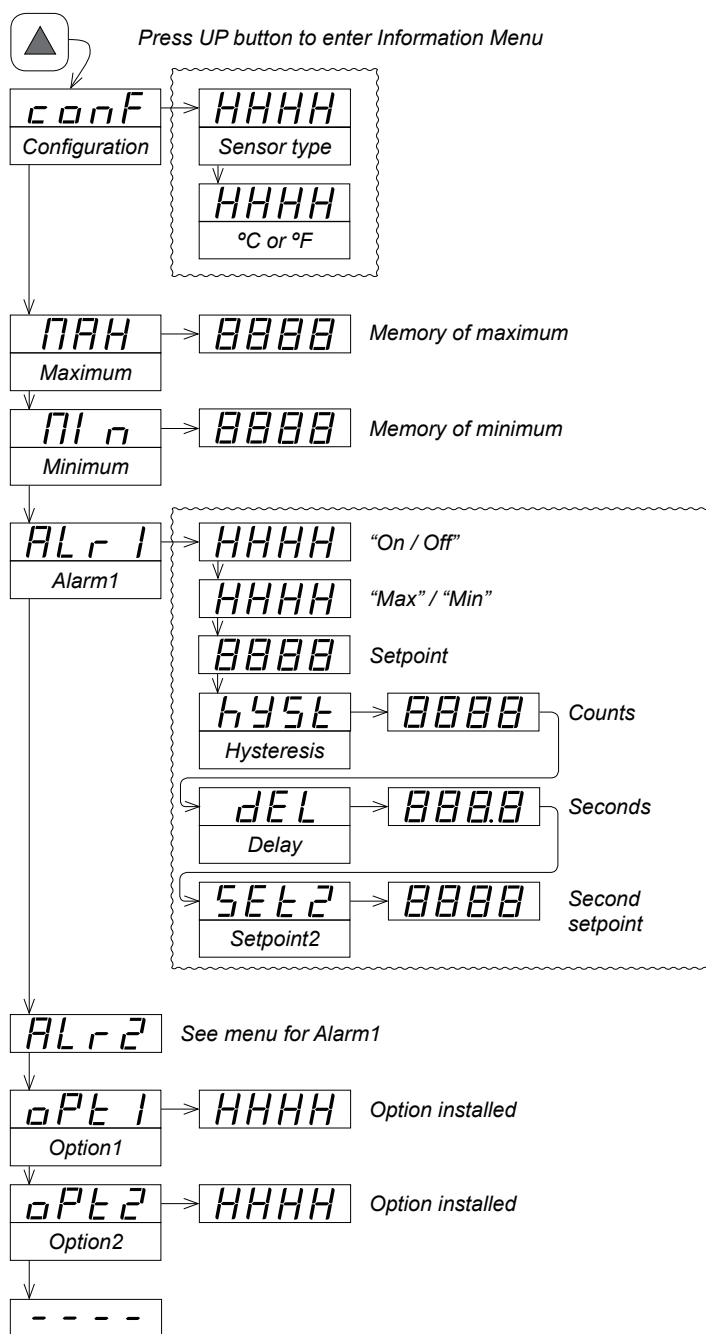 Press UP button to enter Information Menu
conF
HHHH
Configuration
Sensor type
HHHH
ºC or ºF
MAH
8888
Memory of maximum
Maximum
MIn
8888
Memory of minimum
Minimum
ALr1
HHHH
“On / Off”
Alarm1
HHHH
“Max” / “Min”
8888
Setpoint
hYSt
8888
Counts
Hysteresis
dEL
888.8
Seconds
Delay
SEt2
8888
Second
setpoint
Setpoint2
ALr2
See menu for Alarm1
oPt1
HHHH
Option installed
Option1
oPt2
HHHH
Option installed
Option2
----